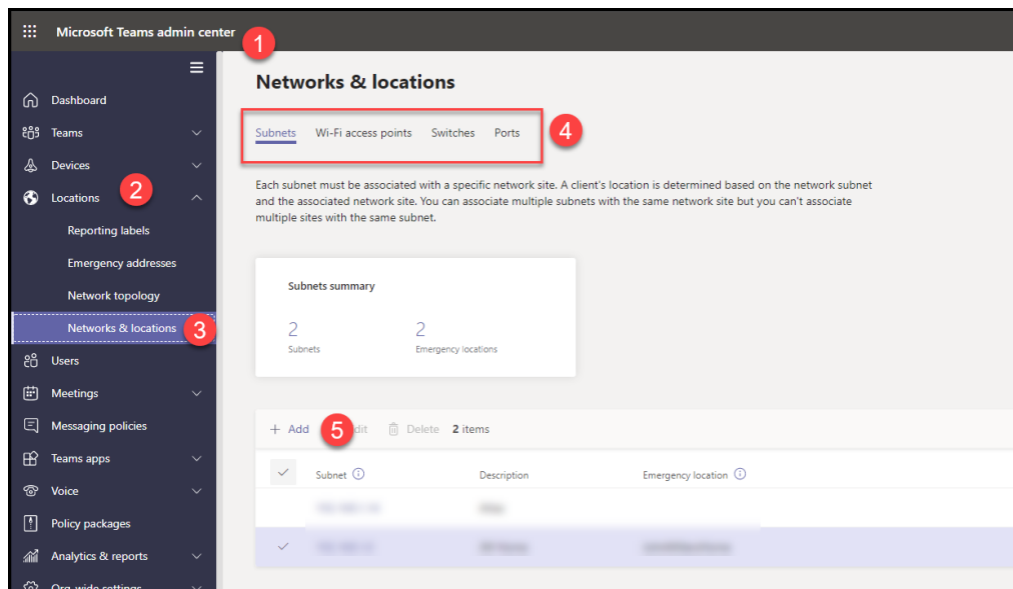 Microsoft Teams admin center
1
Dashboard
Teams
Devices
Locations
2
Reporting labels
Emergency addresses
Network topology
Networks & locations
3
Users
Meetings
Messaging policies
Teams apps
Voice
Policy packages
Analytics & reports
Org-wide settings
Networks & locations
Subnets Wi-Fi access points Switches Ports
4
Each subnet must be associated with a specific network site. A client's location is determined based on the network subnet
and the associated network site. You can associate multiple subnets with the same network site but you can't associate
multiple sites with the same subnet.
Subnets summary
2 2
Subnets Emergency locations
+ Add 5 dit Delete 2 items
Subnet Description Emergency location